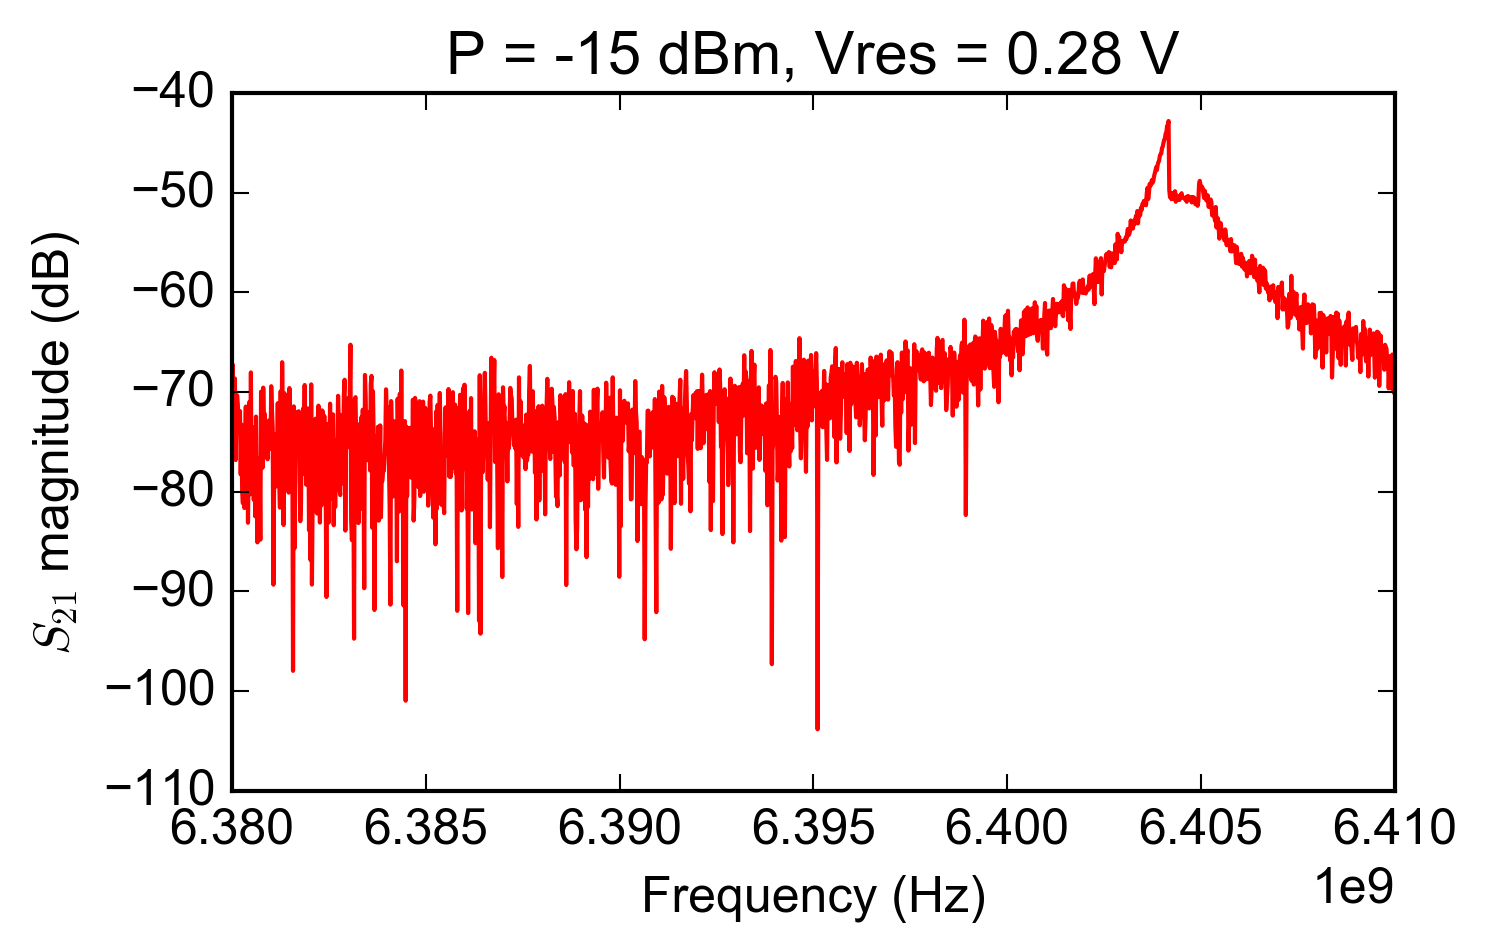 P = -15 dBm, Vres = 0.28 V
−40
−50
−60
−70
−80
−90
−100
−110
S21 magnitude (dB)
6.380 6.385 6.390 6.395 6.400 6.405 6.410
1e9
Frequency (Hz)